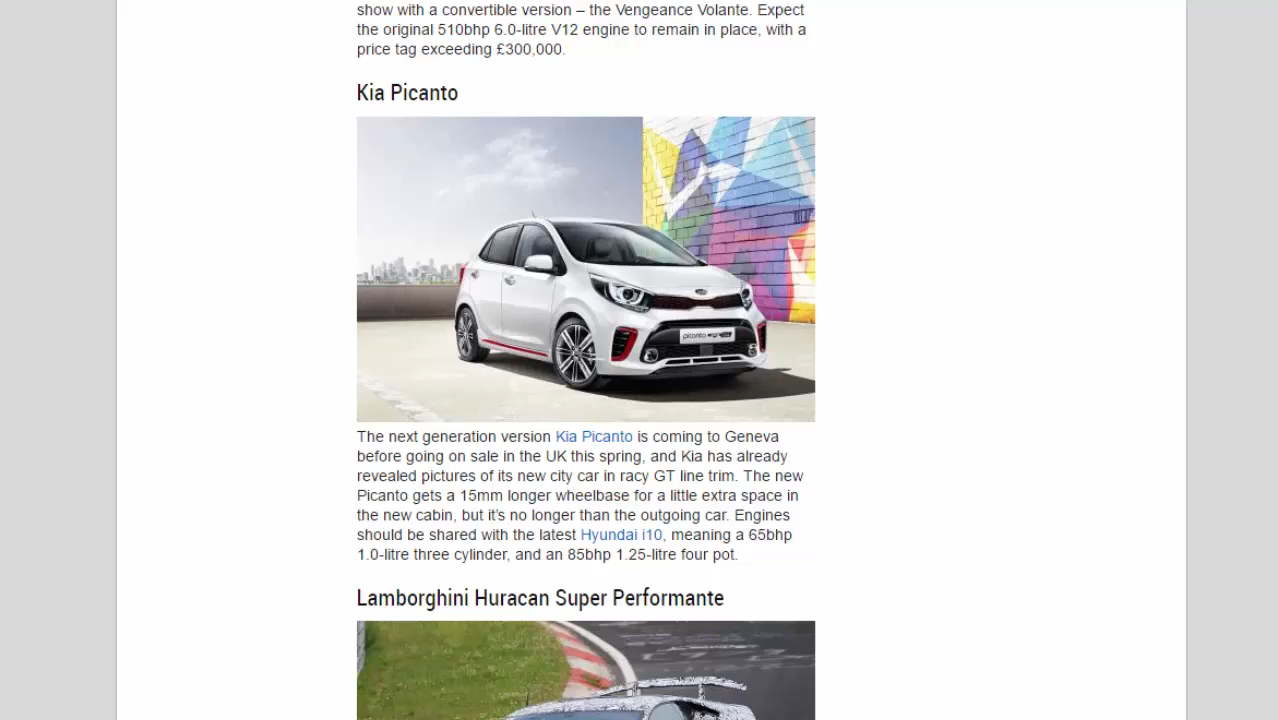 show with a convertible version – the Vengeance Volante. Expect
the original 510bhp 6.0-litre V12 engine to remain in place, with a
price tag exceeding £300,000.
Kia Picanto
picanto
The next generation version Kia Picanto is coming to Geneva
before going on sale in the UK this spring, and Kia has already
revealed pictures of its new city car in racy GT line trim. The new
Picanto gets a 15mm longer wheelbase for a little extra space in
the new cabin, but it’s no longer than the outgoing car. Engines
should be shared with the latest Hyundai i10, meaning a 65bhp
1.0-litre three cylinder, and an 85bhp 1.25-litre four pot.
Lamborghini Huracan Super Performante